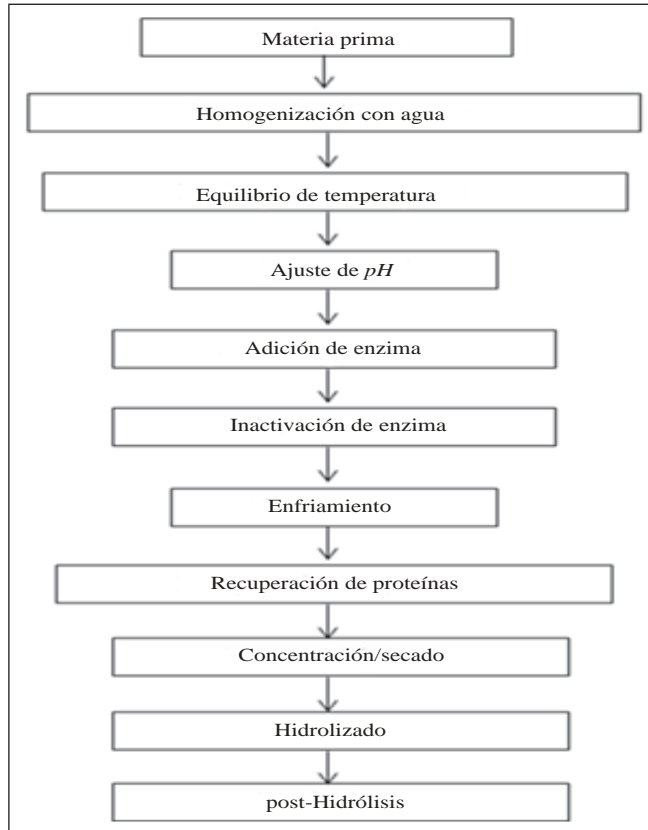 Materia prima
Homogenización con agua
Equilibrio de temperatura
Ajuste de pH
Adición de enzima
Inactivación de enzima
Enfriamiento
Recuperación de proteínas
Concentración/secado
Hidrolizado
post-Hidrólisis